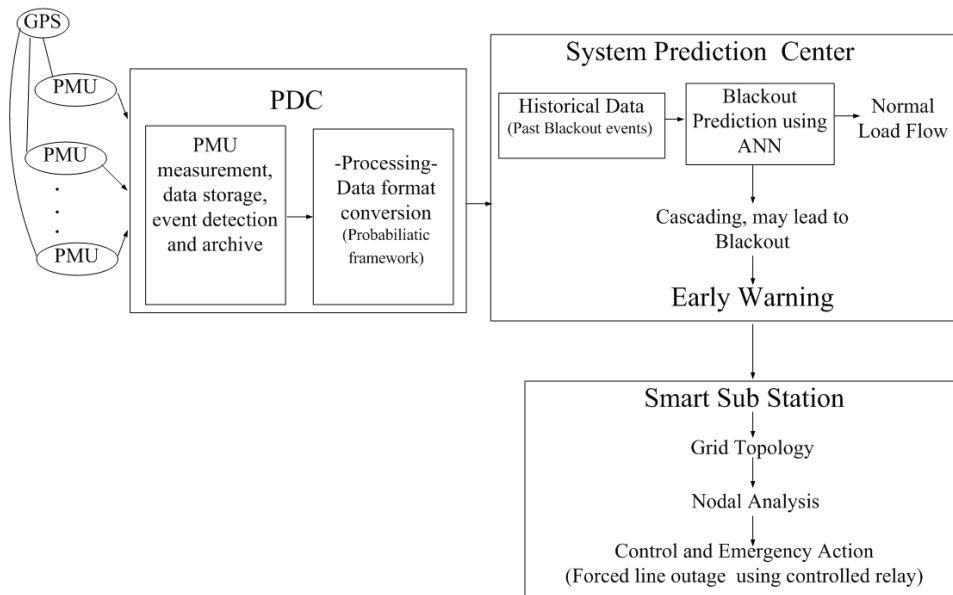 GPS
PMU
PMU
PMU
PDC
PMU
measurement,
data storage,
event detection
and archive
-Processing-
Data format
conversion
(Probabiliatic
framework)
System Prediction Center
Historical Data
(Past Blackout events)
Blackout
Prediction using
ANN
Normal
Load Flow
Cascading, may lead to
Blackout
Early Warning
Smart Sub Station
Grid Topology
Nodal Analysis
Control and Emergency Action
(Forced line outage using controlled relay)